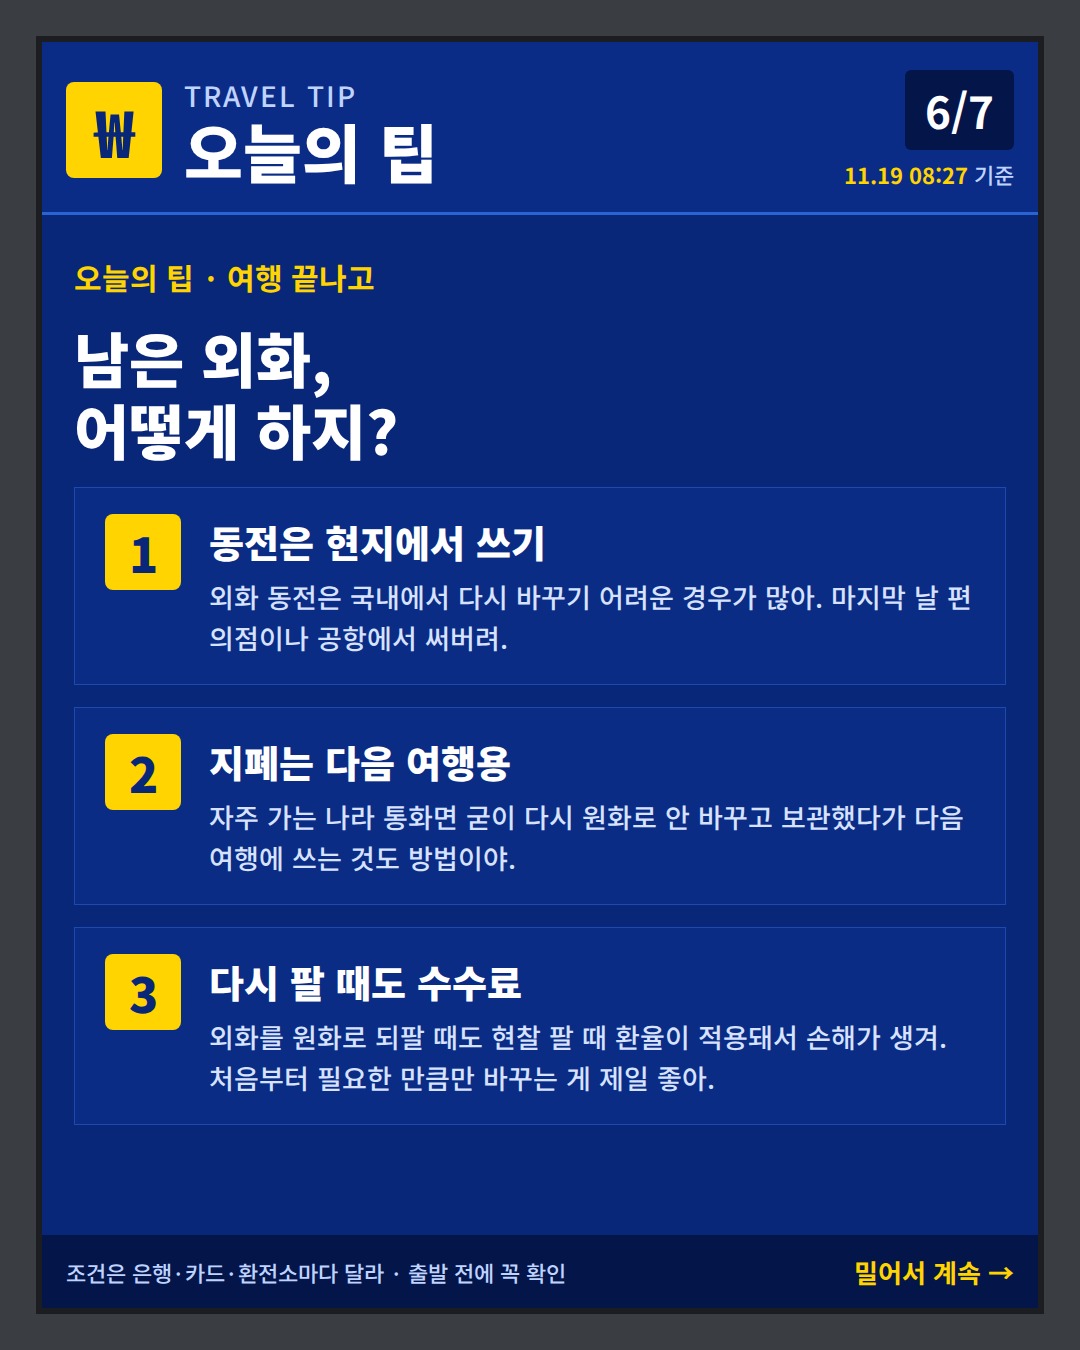 ₩
TRAVEL TIP
오늘의 팁
6/7
11.19 08:27 기준
오늘의 팁 · 여행 끝나고
남은 외화,
어떻게 하지?
1
동전은 현지에서 쓰기
외화 동전은 국내에서 다시 바꾸기 어려운 경우가 많아. 마지막 날 편
의점이나 공항에서 써버려.
2
지폐는 다음 여행용
자주 가는 나라 통화면 굳이 다시 원화로 안 바꾸고 보관했다가 다음
여행에 쓰는 것도 방법이야.
3
다시 팔 때도 수수료
외화를 원화로 되팔 때도 현찰 팔 때 환율이 적용돼서 손해가 생겨.
처음부터 필요한 만큼만 바꾸는 게 제일 좋아.
조건은 은행·카드·환전소마다 달라 · 출발 전에 꼭 확인
밀어서 계속 →